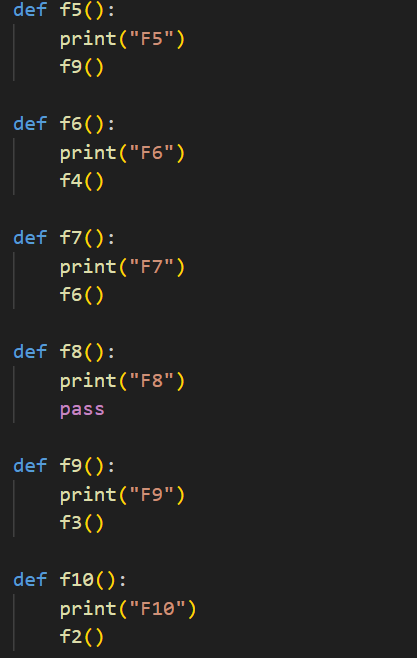 def f5():
    print("F5")
    f9()

def f6():
    print("F6")
    f4()

def f7():
    print("F7")
    f6()

def f8():
    print("F8")
    pass

def f9():
    print("F9")
    f3()

def f10():
    print("F10")
    f2()